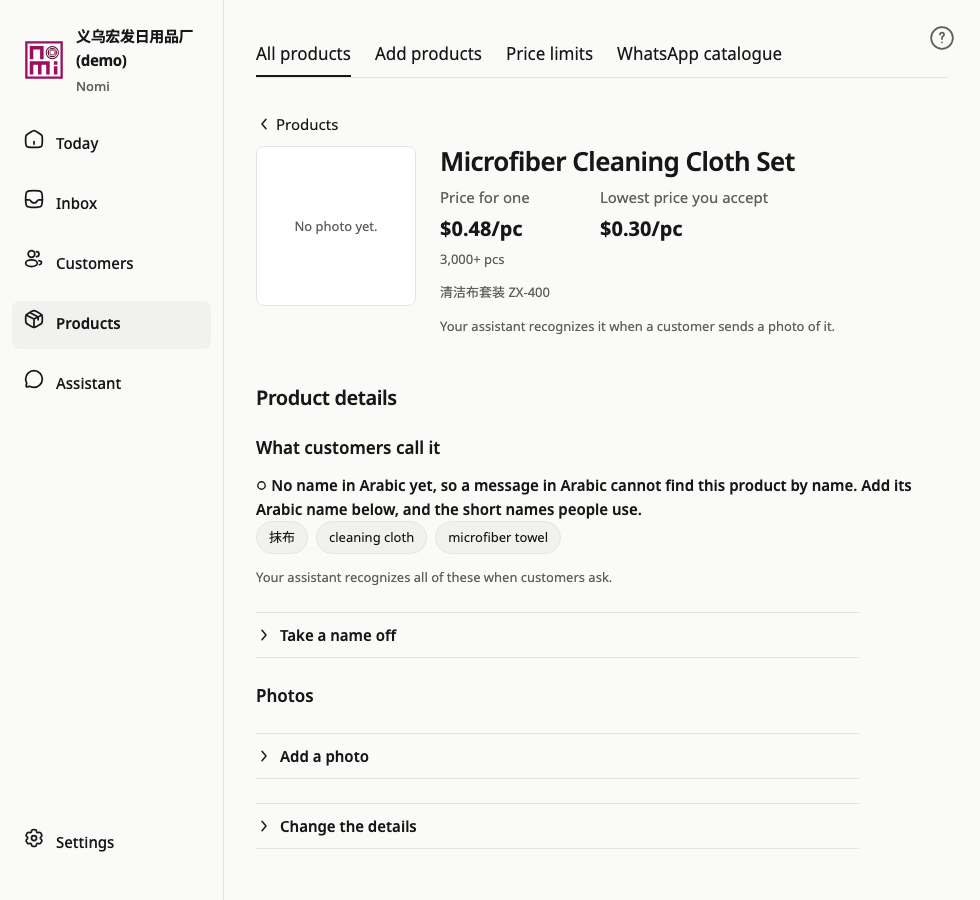 义乌宏发日用品厂
(demo)
Nomi
Today
Inbox
Customers
Products
Assistant
Settings
All products
Add products
Price limits
WhatsApp catalogue
Products
No photo yet.
Microfiber Cleaning Cloth Set
Price for one
Lowest price you accept
$0.48/pc
$0.30/pc
3,000+ pcs
清洁布套装 ZX-400
Your assistant recognizes it when a customer sends a photo of it.
Product details
What customers call it
No name in Arabic yet, so a message in Arabic cannot find this product by name. Add its
Arabic name below, and the short names people use.
抹布
cleaning cloth
microfiber towel
Your assistant recognizes all of these when customers ask.
Take a name off
Photos
Add a photo
Change the details